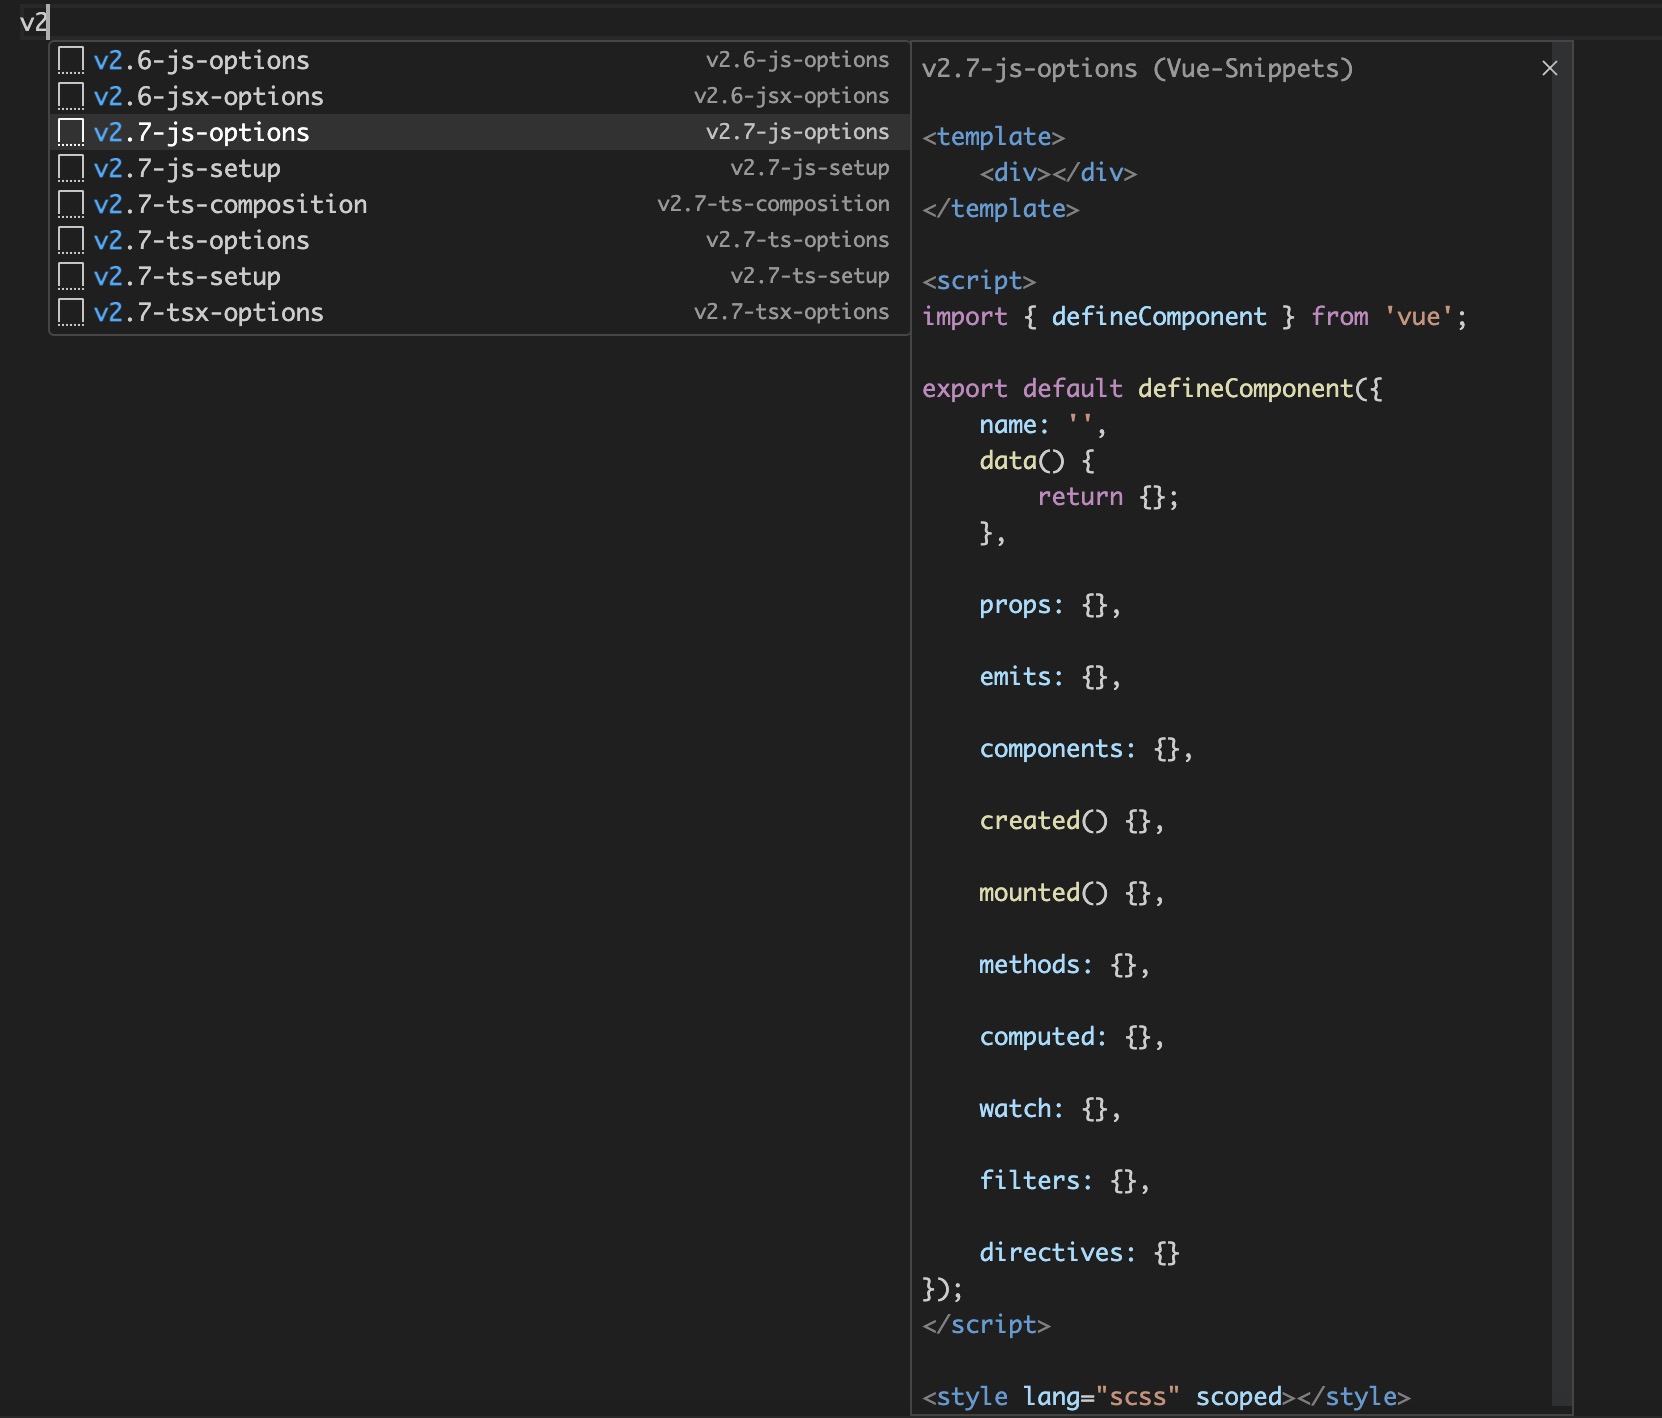 v2
v2.6-js-options v2.6-js-options
v2.6-jsx-options v2.6-jsx-options
v2.7-js-options v2.7-js-options
v2.7-js-setup v2.7-js-setup
v2.7-ts-composition v2.7-ts-composition
v2.7-ts-options v2.7-ts-options
v2.7-ts-setup v2.7-ts-setup
v2.7-tsx-options v2.7-tsx-options
v2.7-js-options (Vue-Snippets)
<template>
    <div></div>
</template>
<script>
import { defineComponent } from 'vue';
export default defineComponent({
    name: '',
    data() {
        return {};
    },
    props: {},
    emits: {},
    components: {},
    created() {},
    mounted() {},
    methods: {},
    computed: {},
    watch: {},
    filters: {},
    directives: {}
});
</script>
<style lang="scss" scoped></style>